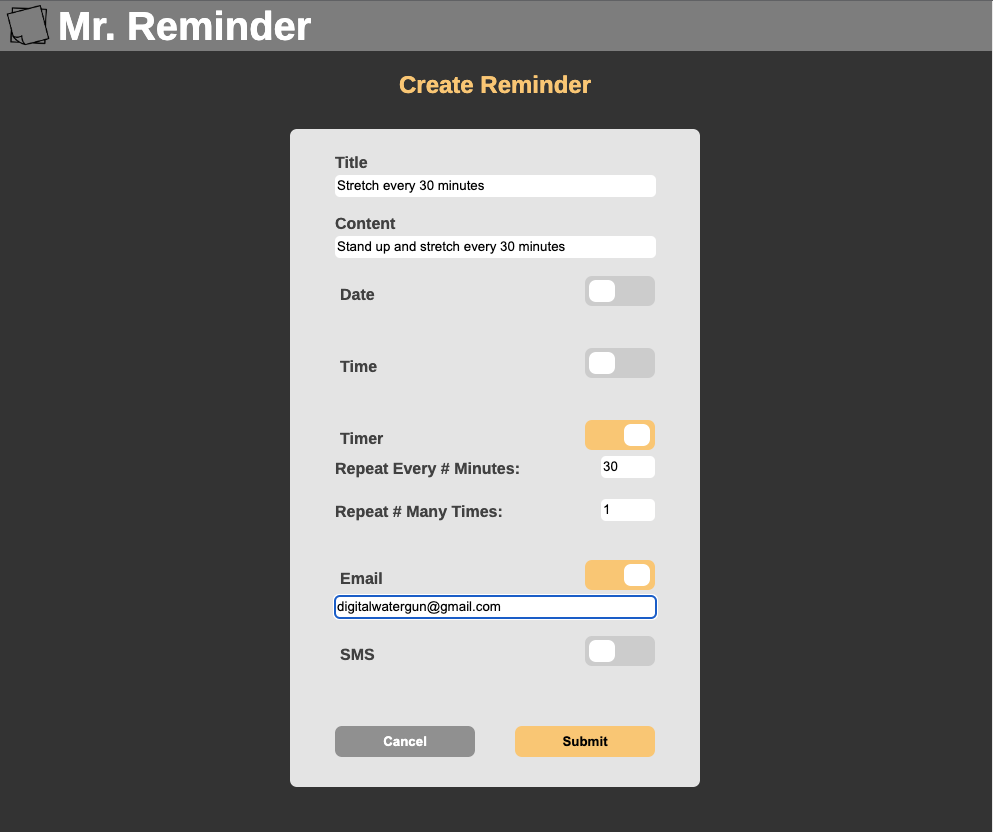 Mr. Reminder
Create Reminder
Title
Stretch every 30 minutes
Content
Stand up and stretch every 30 minutes
Date
Time
Timer
Repeat Every # Minutes: 30
Repeat # Many Times: 1
Email
digitalwatergun@gmail.com
SMS
Cancel Submit